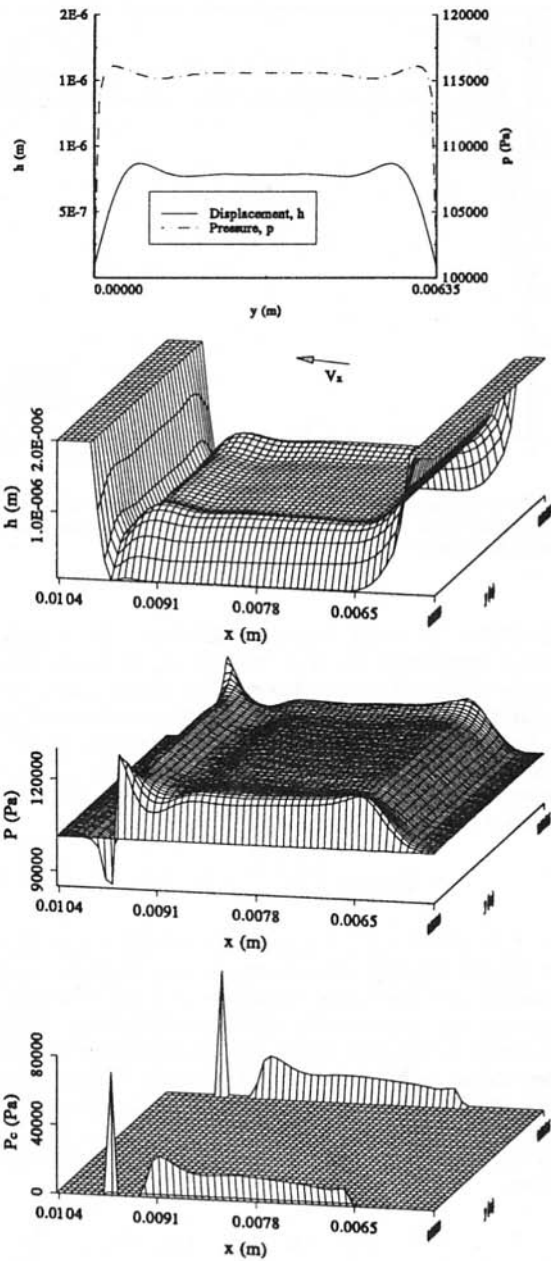 2E-6
1E-6
1E-6
5E-7
h (m)
120000
115000
110000
105000
100000
p (Pa)
Displacement, h
Pressure, p
0.00000
0.00635
y (m)
Vx
2.0E-006
1.0E-006
h (m)
0.0104
0.0091
0.0078
0.0065
x (m)
120000
90000
P (Pa)
0.0104
0.0091
0.0078
0.0065
x (m)
80000
40000
0
Pc (Pa)
0.0104
0.0091
0.0078
0.0065
x (m)